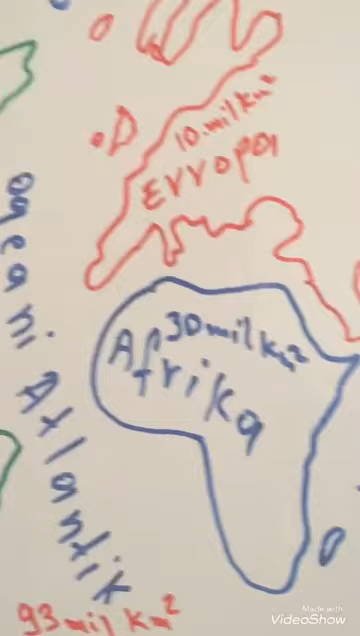 10.mil km²
Evropa
30 mil km²
Afrika
Oqeani Atlantik
93 mil km²
Made with
VideoShow